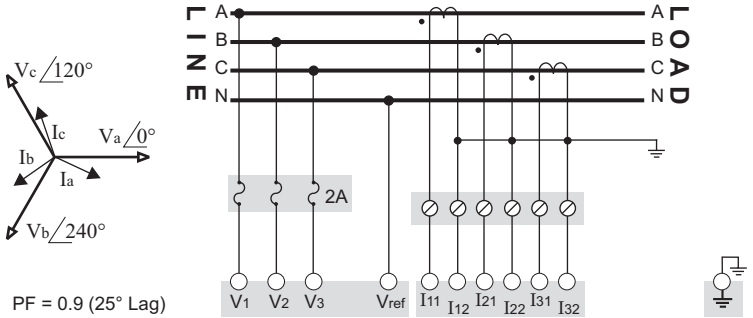 LINE
A
B
C
N
A
B
C
N
LOAD
Vc∠120°
Ic
Va∠0°
Ib
Ia
Vb∠240°
2A
V1
V2
V3
Vref
I11
I12
I21
I22
I31
I32
PF = 0.9 (25° Lag)